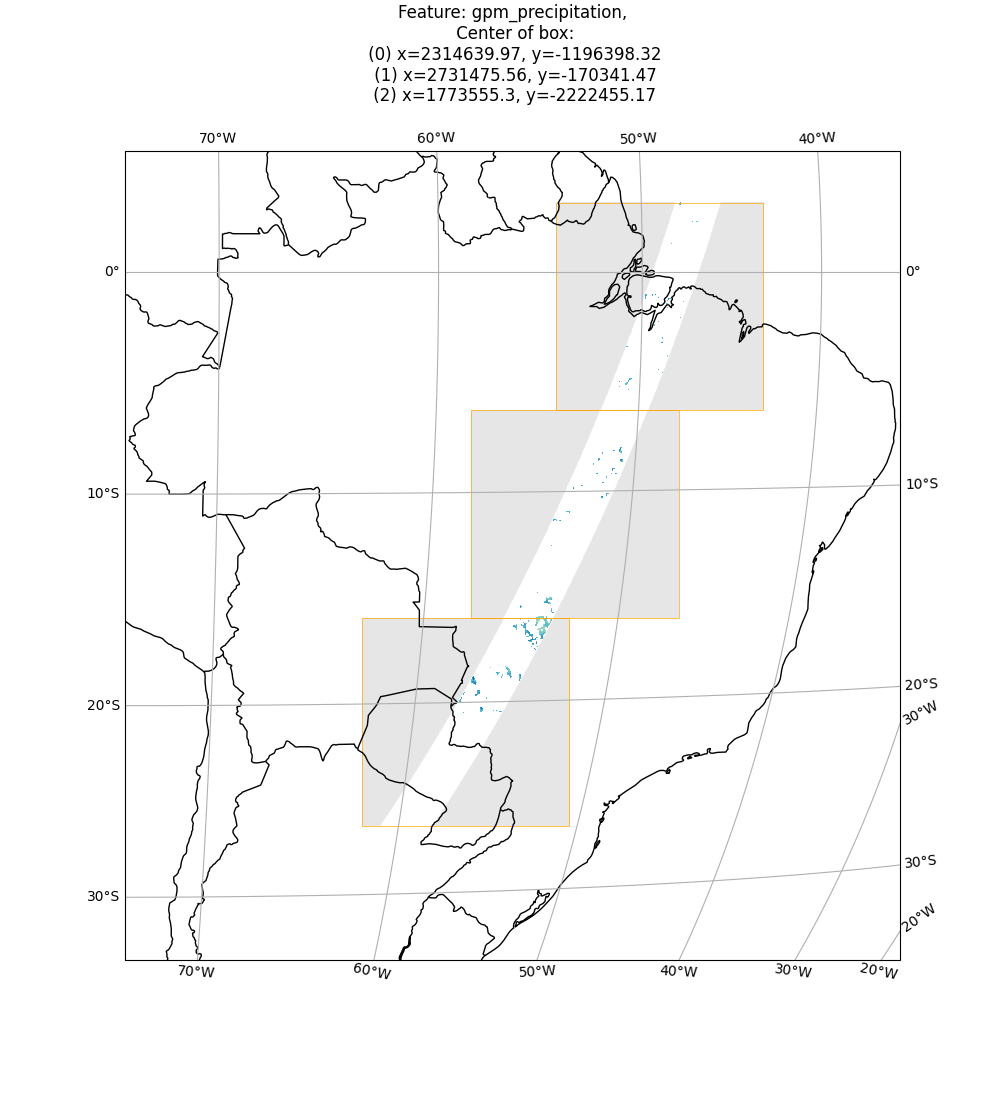 Feature: gpm_precipitation,
Center of box:
(0) x=2314639.97, y=-1196398.32
(1) x=2731475.56, y=-170341.47
(2) x=1773555.3, y=-2222455.17
70°W 60°W 50°W 40°W
0° 0°
10°S 10°S
20°S 20°S
30°W
30°S 30°S
20°W
70°W 60°W 50°W 40°W 30°W 20°W